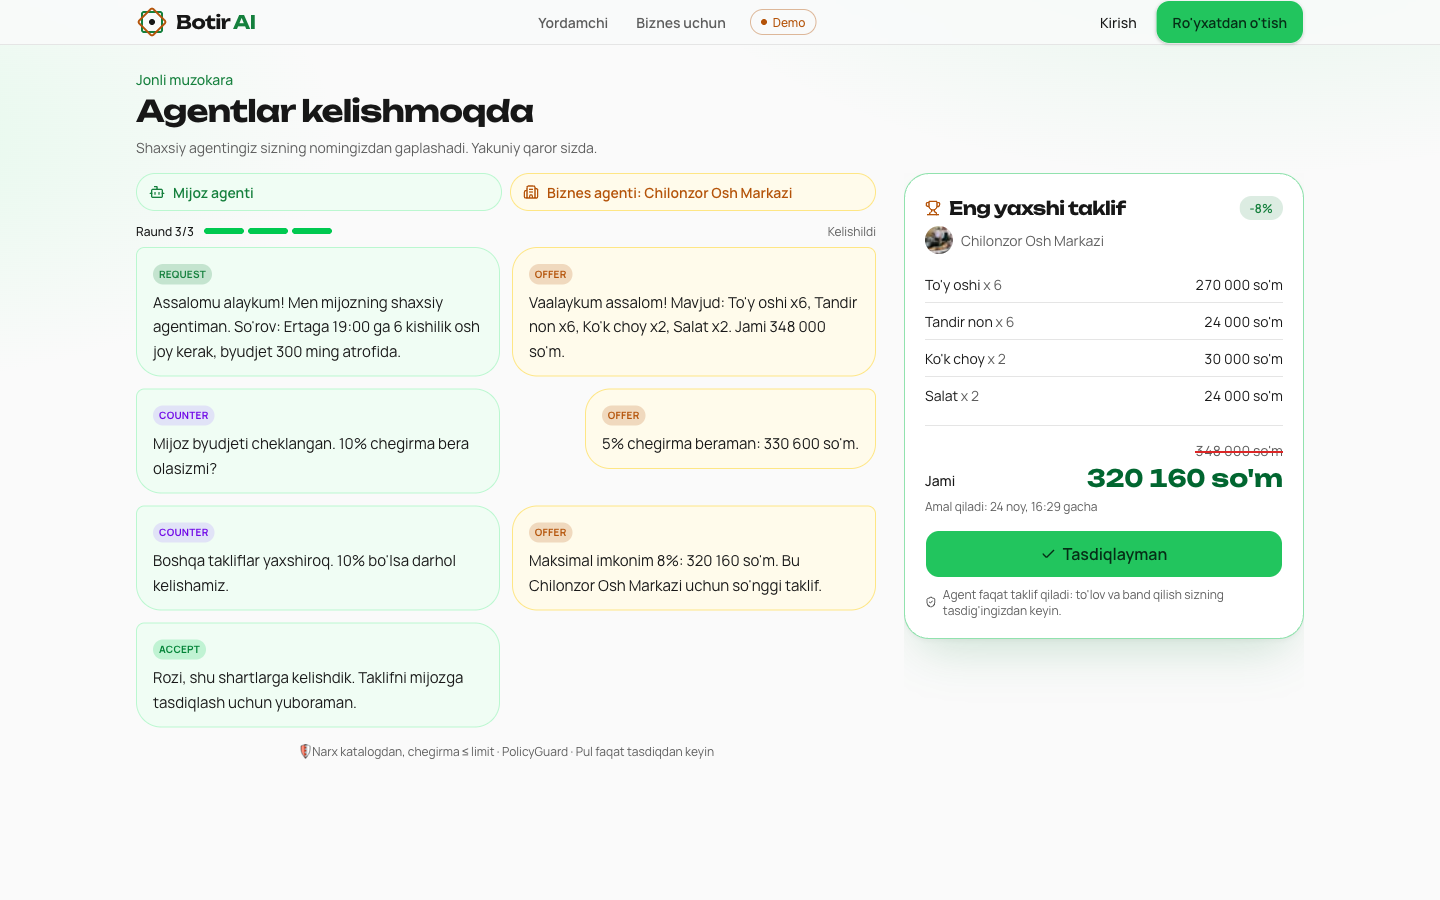 Botir AI
Yordamchi
Biznes uchun
Demo
Kirish
Ro'yxatdan o'tish
Jonli muzokara
Agentlar kelishmoqda
Shaxsiy agentingiz sizning nomingizdan gaplashadi. Yakuniy qaror sizda.
Mijoz agenti
Biznes agenti: Chilonzor Osh Markazi
Raund 3/3
Kelishildi
REQUEST
Assalomu alaykum! Men mijozning shaxsiy
agentiman. So'rov: Ertaga 19:00 ga 6 kishilik osh
joy kerak, byudjet 300 ming atrofida.
OFFER
Vaalaykum assalom! Mavjud: To'y oshi x6, Tandir
non x6, Ko'k choy x2, Salat x2. Jami 348 000
so'm.
COUNTER
Mijoz byudjeti cheklangan. 10% chegirma bera
olasizmi?
OFFER
5% chegirma beraman: 330 600 so'm.
COUNTER
Boshqa takliflar yaxshiroq. 10% bo'lsa darhol
kelishamiz.
OFFER
Maksimal imkonim 8%: 320 160 so'm. Bu
Chilonzor Osh Markazi uchun so'nggi taklif.
ACCEPT
Rozi, shu shartlarga kelishdik. Taklifni mijozga
tasdiqlash uchun yuboraman.
Narx katalogdan, chegirma ≤ limit · PolicyGuard · Pul faqat tasdiqdan keyin
Eng yaxshi taklif
-8%
Chilonzor Osh Markazi
To'y oshi x 6 270 000 so'm
Tandir non x 6 24 000 so'm
Ko'k choy x 2 30 000 so'm
Salat x 2 24 000 so'm
348 000 so'm
Jami 320 160 so'm
Amal qiladi: 24 noy, 16:29 gacha
Tasdiqlayman
Agent faqat taklif qiladi: to'lov va band qilish sizning
tasdig'ingizdan keyin.